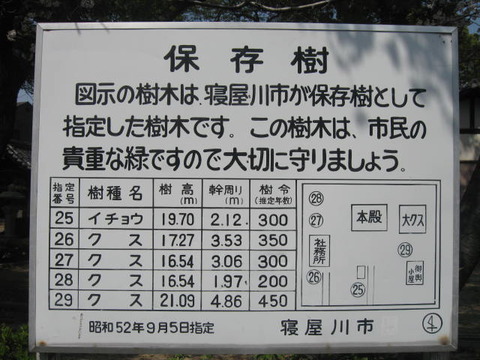 保存樹
図示の樹木は、寝屋川市が保存樹として
指定した樹木です。この樹木は、市民の
貴重な緑ですので大切に守りましょう。
指定番号 樹種名 樹高(m) 幹周り(m) 樹令(推定年数)
25 イチョウ 19.70 2.12 300
26 クス 17.27 3.53 350
27 クス 16.54 3.06 300
28 クス 16.54 1.97 200
29 クス 21.09 4.86 450
28
27 本殿 大クス
社務所 29
26 25 小屋
昭和52年9月5日指定 寝屋川市